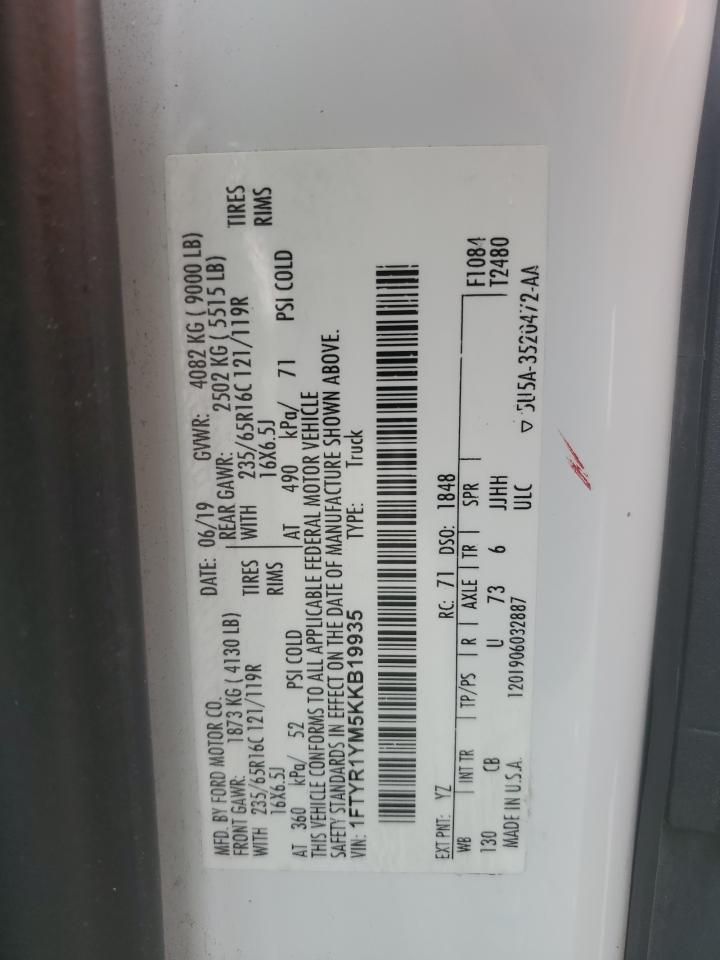 MFD. BY FORD MOTOR CO. DATE: 06/19 GVWR: 4082 KG ( 9000 LB)
FRONT GAWR: 1873 KG ( 4130 LB) REAR GAWR: 2502 KG ( 5515 LB)
WITH 235/65R16C 121/119R TIRES WITH 235/65R16C 121/119R TIRES
16X6.5J RIMS 16X6.5J RIMS
AT 360 kPa/ 52 PSI COLD AT 490 kPa/ 71 PSI COLD
THIS VEHICLE CONFORMS TO ALL APPLICABLE FEDERAL MOTOR VEHICLE
SAFETY STANDARDS IN EFFECT ON THE DATE OF MANUFACTURE SHOWN ABOVE.
VIN: 1FTYR1YM5KKB19935 TYPE: Truck
EXT PNT: YZ RC: 71 DSO: 1848
WB INT TR TP/PS R AXLE TR SPR F1084
130 CB U 73 6 JJHH T2480
MADE IN U.S.A. 1201906032887 ULC ▽ 5U5A-3520472-AA